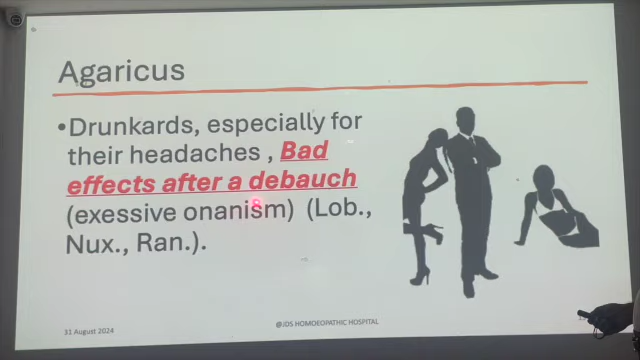 Agaricus
•Drunkards, especially for
their headaches , Bad
effects after a debauch
(exessive onanism) (Lob.,
Nux., Ran.).
31 August 2024
@JDS HOMOEOPATHIC HOSPITAL